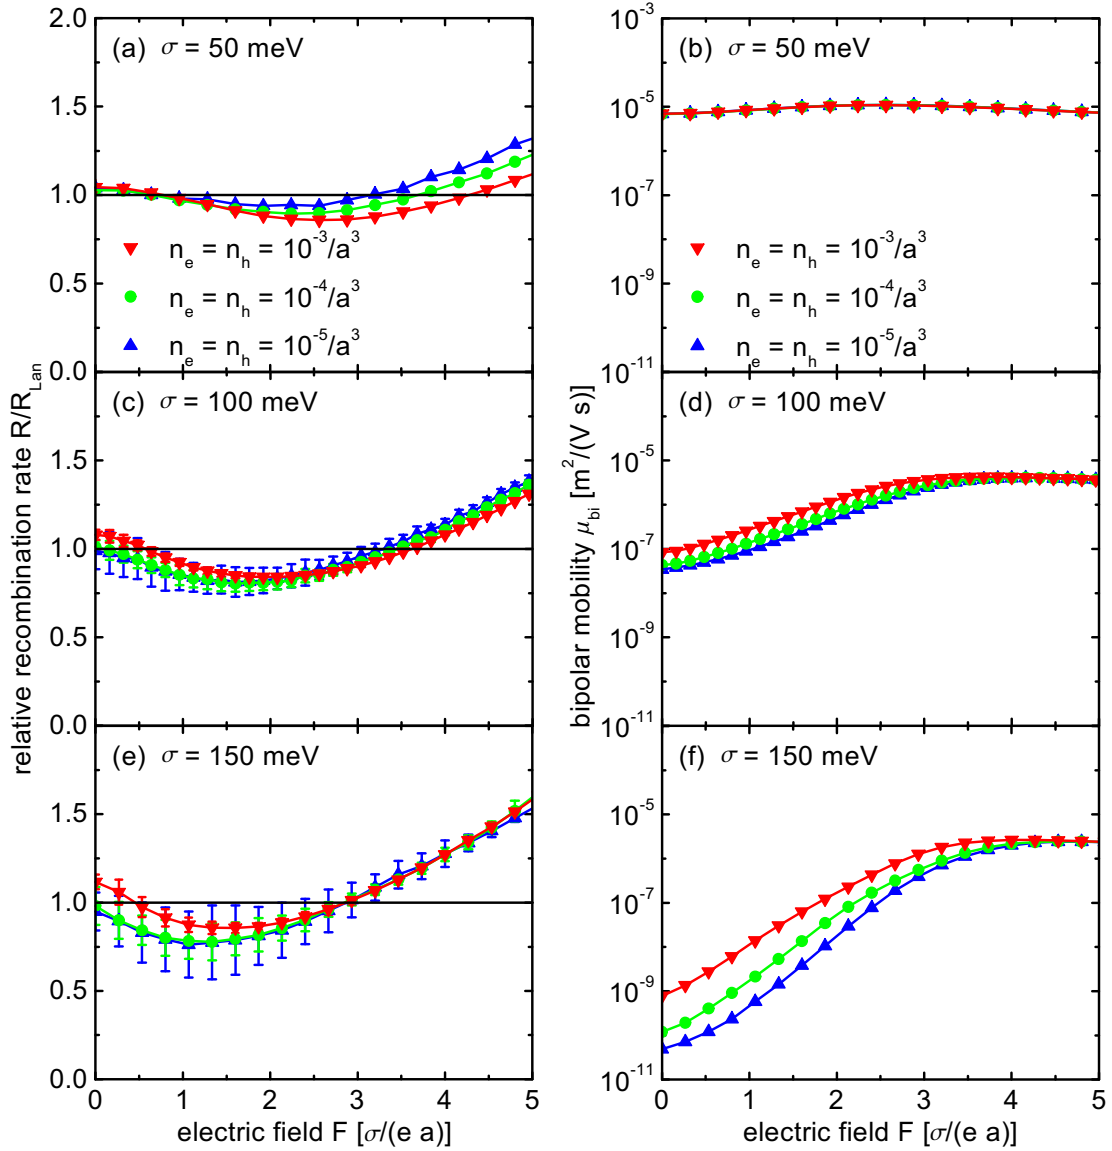 relative recombination rate R/R_Lan
(a) σ = 50 meV
2.0
1.5
1.0
0.5
0.0
n_e = n_h = 10^-3/a^3
n_e = n_h = 10^-4/a^3
n_e = n_h = 10^-5/a^3
(c) σ = 100 meV
1.5
1.0
0.5
0.0
(e) σ = 150 meV
1.5
1.0
0.5
0.0
0 1 2 3 4 5
electric field F [σ/(e a)]
bipolar mobility μ_bi [m^2/(V s)]
(b) σ = 50 meV
10^-3
10^-5
10^-7
10^-9
10^-11
n_e = n_h = 10^-3/a^3
n_e = n_h = 10^-4/a^3
n_e = n_h = 10^-5/a^3
(d) σ = 100 meV
10^-5
10^-7
10^-9
10^-11
(f) σ = 150 meV
10^-5
10^-7
10^-9
10^-11
0 1 2 3 4 5
electric field F [σ/(e a)]